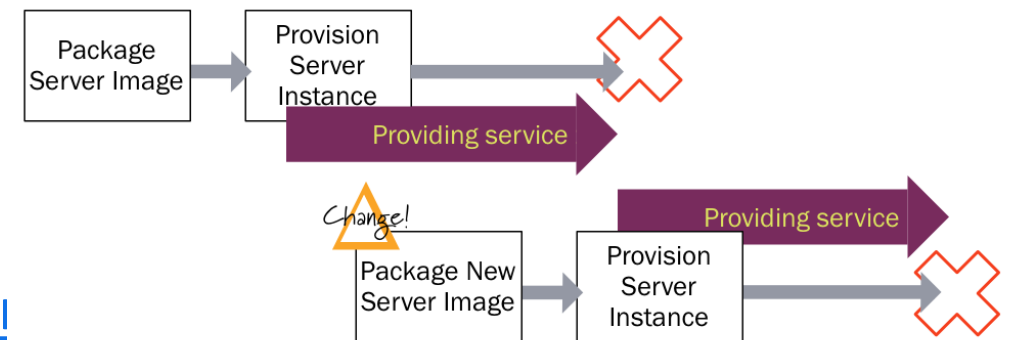 Package
Server Image
Provision
Server
Instance
Providing service
Change!
Providing service
Package New
Server Image
Provision
Server
Instance